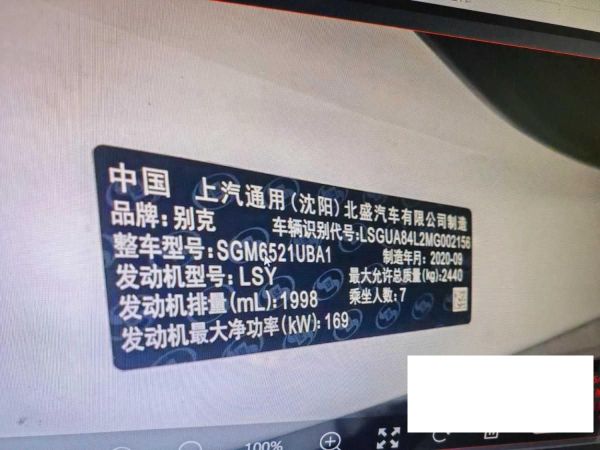 中国 上汽通用(沈阳)北盛汽车有限公司制造
品牌:别克 车辆识别代号:LSGUA84L2MG002156
整车型号:SGM6521UBA1 制造年月:2020-09
发动机型号:LSY 最大允许总质量(kg):2440
发动机排量(mL):1998 乘坐人数:7
发动机最大净功率(kW):169
100%